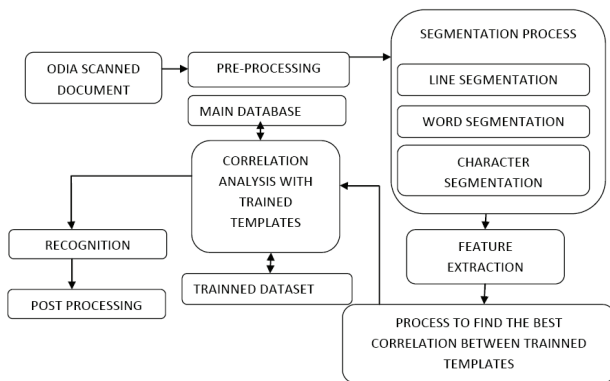 ODIA SCANNED
DOCUMENT
PRE-PROCESSING
SEGMENTATION PROCESS
LINE SEGMENTATION
WORD SEGMENTATION
CHARACTER
SEGMENTATION
FEATURE
EXTRACTION
PROCESS TO FIND THE BEST
CORRELATION BETWEEN TRAINNED
TEMPLATES
MAIN DATABASE
CORRELATION
ANALYSIS WITH
TRAINED
TEMPLATES
TRAINNED DATASET
RECOGNITION
POST PROCESSING